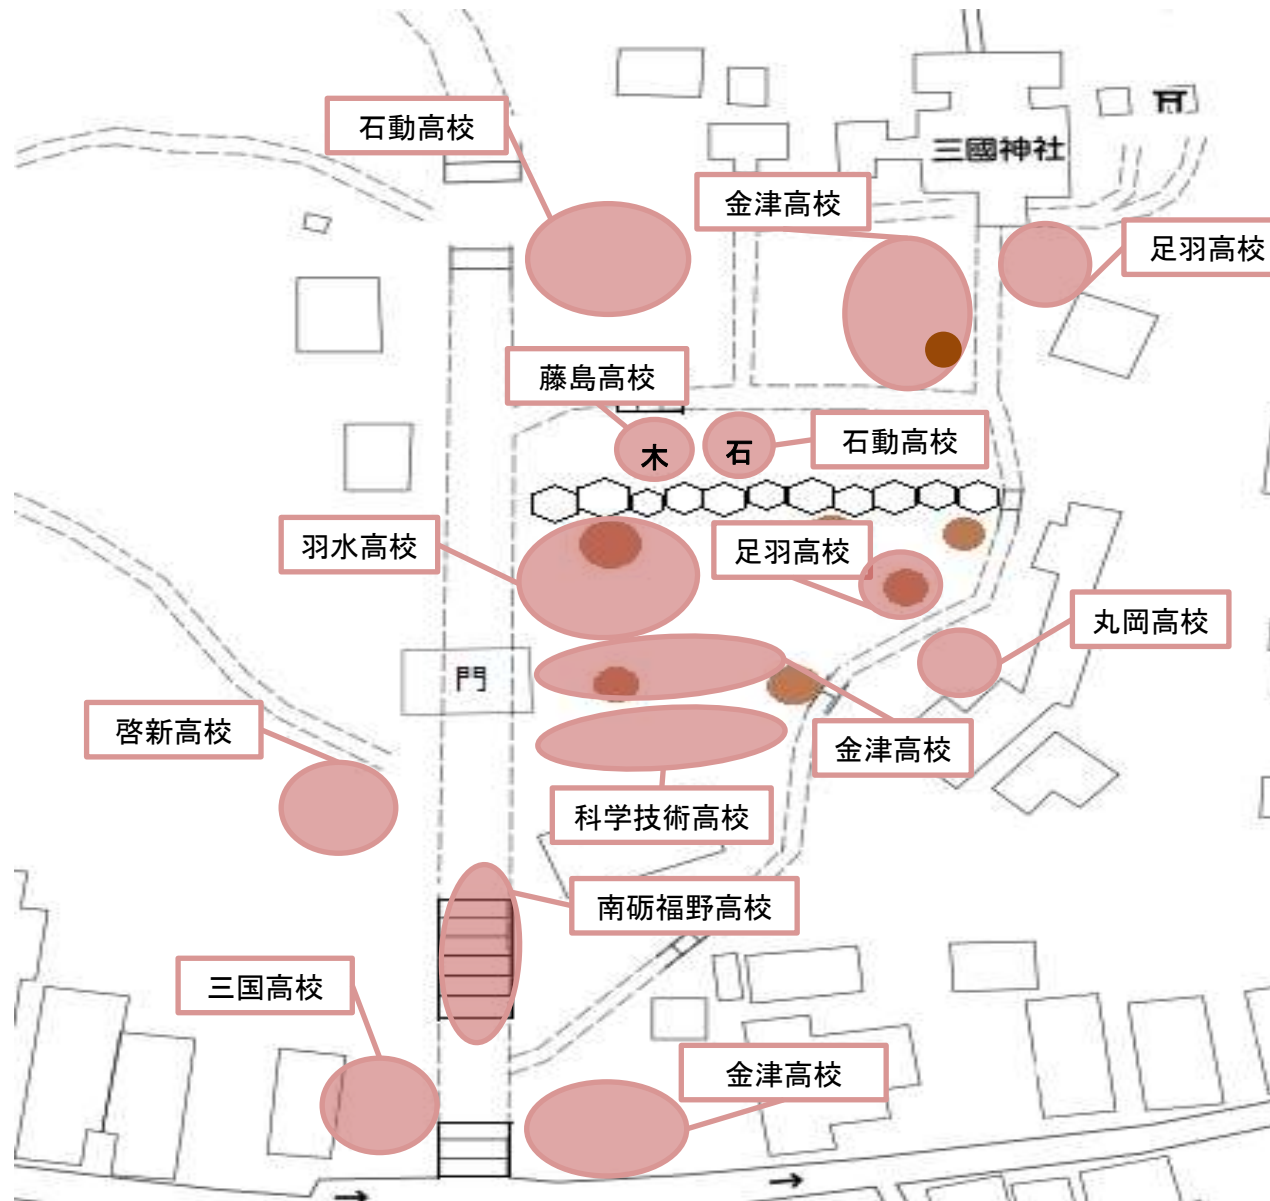 石動高校
三國神社
金津高校
足羽高校
藤島高校
石動高校
木
石
羽水高校
足羽高校
丸岡高校
門
啓新高校
金津高校
科学技術高校
南砺福野高校
三国高校
金津高校